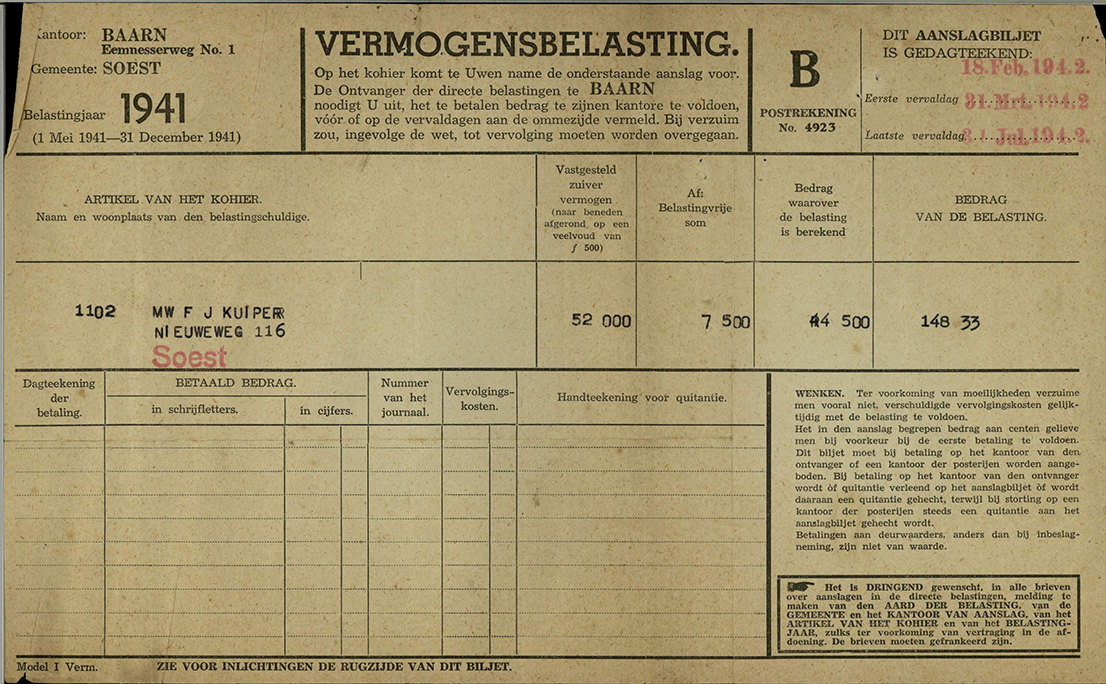 Kantoor: BAARN
Eemnesserweg No. 1
Gemeente: SOEST
Belastingjaar 1941
(1 Mei 1941—31 December 1941)
VERMOGENSBELASTING.
Op het kohier komt te Uwen name de onderstaande aanslag voor.
De Ontvanger der directe belastingen te BAARN
noodigt U uit, het te betalen bedrag te zijnen kantore te voldoen,
vóór of op de vervaldagen aan de ommezijde vermeld. Bij verzuim
zou, ingevolge de wet, tot vervolging moeten worden overgegaan.
B
POSTREKENING
No. 4923
DIT AANSLAGBILJET
IS GEDAGTEEKEND:
18. Feb. 194.2.
Eerste vervaldag 31. Mrt. 194.2
Laatste vervaldag 31 Jul. 194.2.
ARTIKEL VAN HET KOHIER.
Naam en woonplaats van den belastingschuldige.
Vastgesteld
zuiver
vermogen
(naar beneden
afgerond op een
veelvoud van
ƒ 500)
Af:
Belastingvrije
som
Bedrag
waarover
de belasting
is berekend
BEDRAG
VAN DE BELASTING.
1102 MW F J KUIPER
NIEUWEWEG 116
Soest
52 000 7 500 44 500 148 33
Dagteekening
der
betaling.
BETAALD BEDRAG.
in schrijfletters. in cijfers.
Nummer
van het
journaal.
Vervolgings-
kosten.
Handteekening voor quitantie.
WENKEN. Ter voorkoming van moeilijkheden verzuime
men vooral niet, verschuldigde vervolgingskosten gelijk-
tijdig met de belasting te voldoen.
Het in den aanslag begrepen bedrag aan centen gelieve
men bij voorkeur bij de eerste betaling te voldoen.
Dit biljet moet bij betaling op het kantoor van den
ontvanger of een kantoor der posterijen worden aange-
boden. Bij betaling op het kantoor van den ontvanger
wordt òf quitantie verleend op het aanslagbiljet òf wordt
daaraan een quitantie gehecht, terwijl bij storting op een
kantoor der posterijen steeds een quitantie aan het
aanslagbiljet gehecht wordt.
Betalingen aan deurwaarders, anders dan bij inbeslag-
neming, zijn niet van waarde.
Het is DRINGEND gewenscht, in alle brieven
over aanslagen in de directe belastingen, melding te
maken van den AARD DER BELASTING, van de
GEMEENTE en het KANTOOR VAN AANSLAG, van het
ARTIKEL VAN HET KOHIER en van het BELASTING-
JAAR, zulks ter voorkoming van vertraging in de af-
doening. De brieven moeten gefrankeerd zijn.
Model I Verm. ZIE VOOR INLICHTINGEN DE RUGZIJDE VAN DIT BILJET.